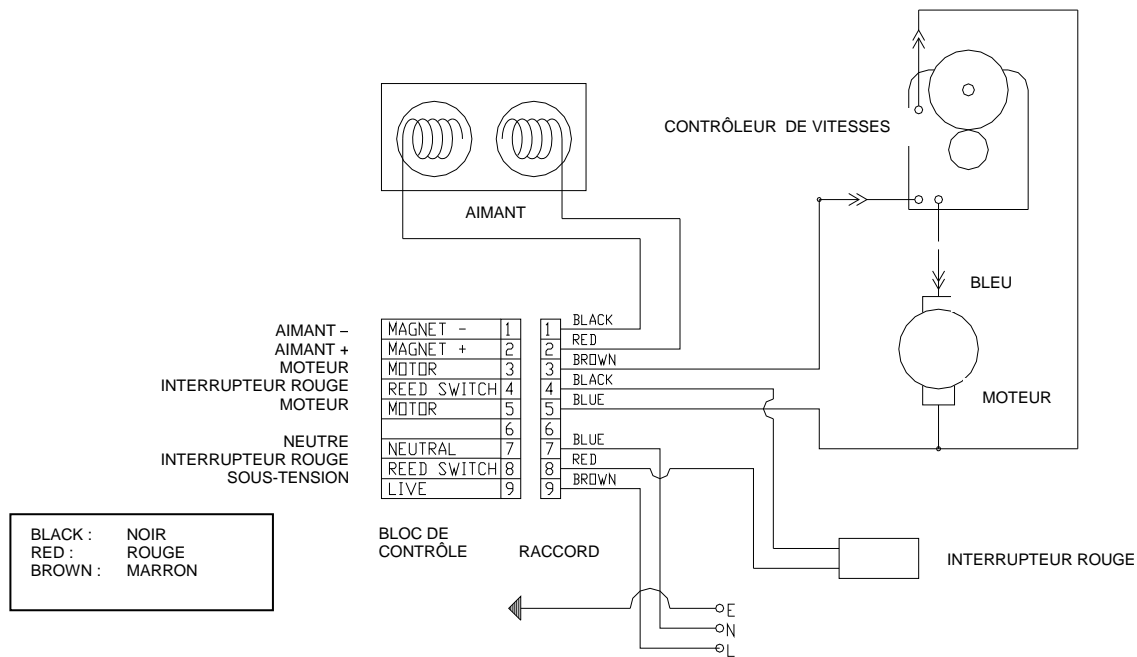 CONTRÔLEUR DE VITESSES
AIMANT
BLEU
MOTEUR
AIMANT –
AIMANT +
MOTEUR
INTERRUPTEUR ROUGE
MOTEUR
NEUTRE
INTERRUPTEUR ROUGE
SOUS-TENSION
MAGNET - 1
MAGNET + 2
MOTOR 3
REED SWITCH 4
MOTOR 5
6
NEUTRAL 7
REED SWITCH 8
LIVE 9
1 BLACK
2 RED
3 BROWN
4 BLACK
5 BLUE
6
7 BLUE
8 RED
9 BROWN
BLOC DE
CONTRÔLE
RACCORD
INTERRUPTEUR ROUGE
BLACK : NOIR
RED : ROUGE
BROWN : MARRON
E
N
L